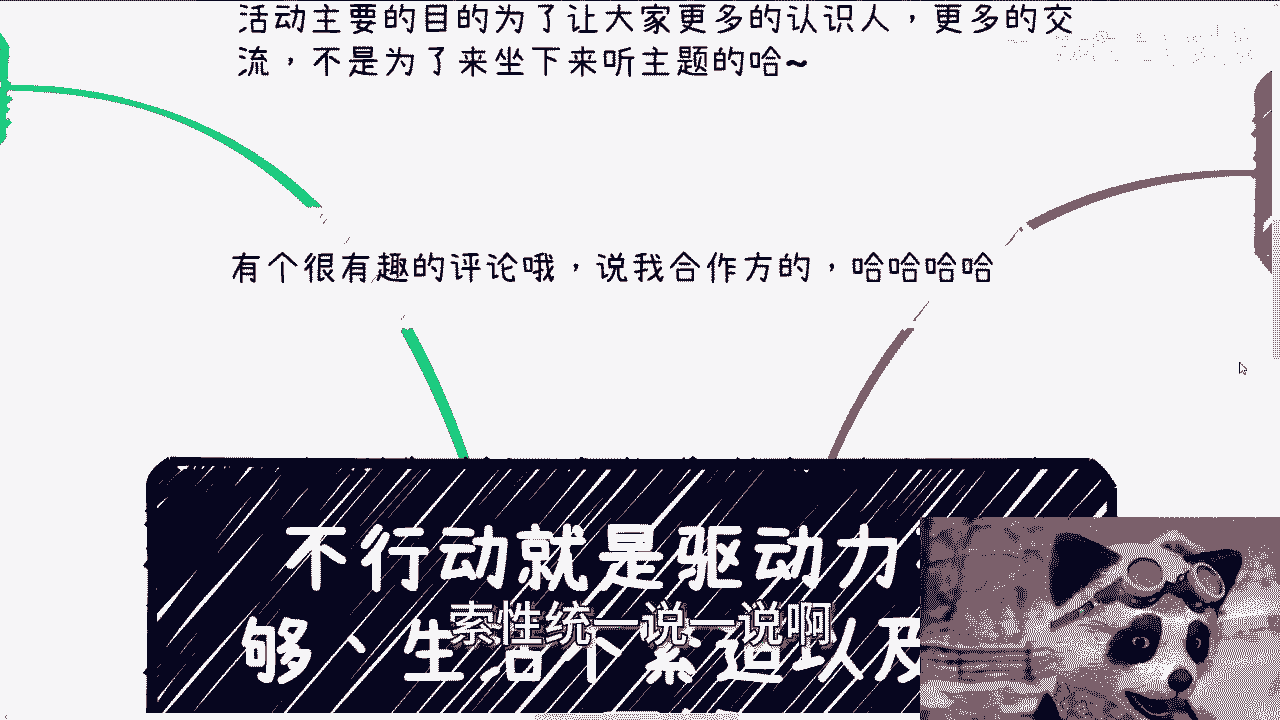 活动主要的目的为了让大家更多的认识人，更多的交
流，不是为了来坐下来听主题的哈~
有个很有趣的评论哦，说我合作方的，哈哈哈哈
不行动就是驱动力
够、生活不紧迫以及
索性统一说一说啊